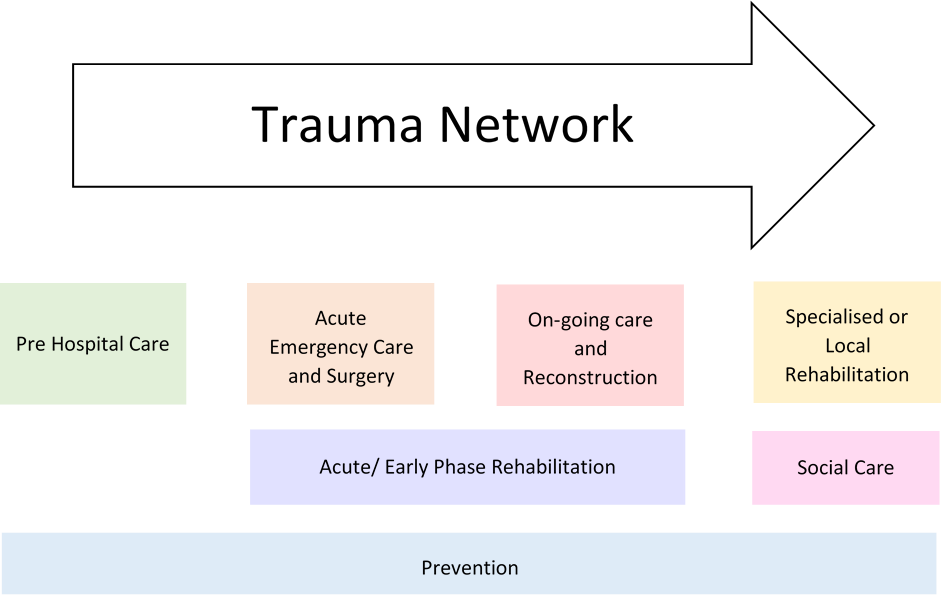 Trauma Network
Pre Hospital Care
Acute
Emergency Care
and Surgery
On-going care
and
Reconstruction
Specialised or
Local
Rehabilitation
Acute/ Early Phase Rehabilitation
Social Care
Prevention